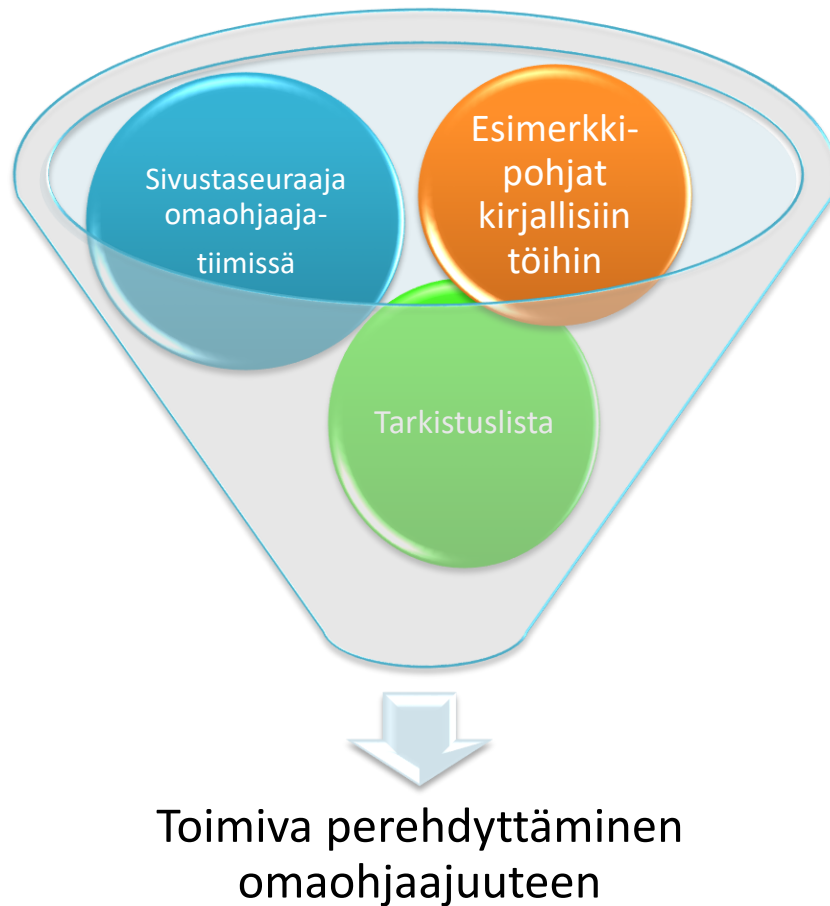 Sivustaseuraaja
omaohjaaja-
tiimissä
Esimerkki-
pohjat
kirjallisiin
töihin
Tarkistuslista
Toimiva perehdyttäminen
omaohjaajuuteen